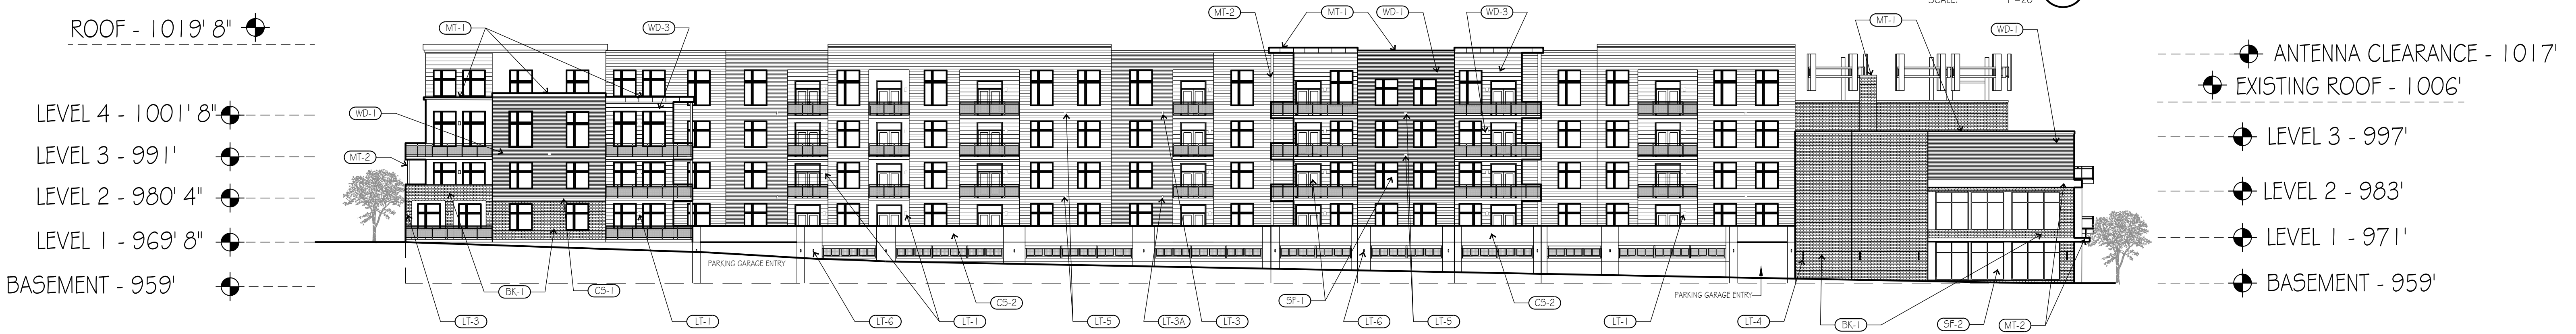 SCALE: 1"=20'
ROOF - 1019' 8"
LEVEL 4 - 1001' 8"
LEVEL 3 - 991'
LEVEL 2 - 980' 4"
LEVEL 1 - 969' 8"
BASEMENT - 959'
MT-1
WD-3
MT-2
MT-1
WD-1
WD-3
MT-1
WD-1
WD-1
MT-2
ANTENNA CLEARANCE - 1017'
EXISTING ROOF - 1006'
LEVEL 3 - 997'
LEVEL 2 - 983'
LEVEL 1 - 971'
BASEMENT - 959'
PARKING GARAGE ENTRY
PARKING GARAGE ENTRY
BK-1
CS-1
CS-2
SF-1
CS-2
LT-3
LT-1
LT-6
LT-1
LT-5
LT-3A
LT-3
LT-6
LT-5
LT-1
LT-4
BK-1
SF-2
MT-2